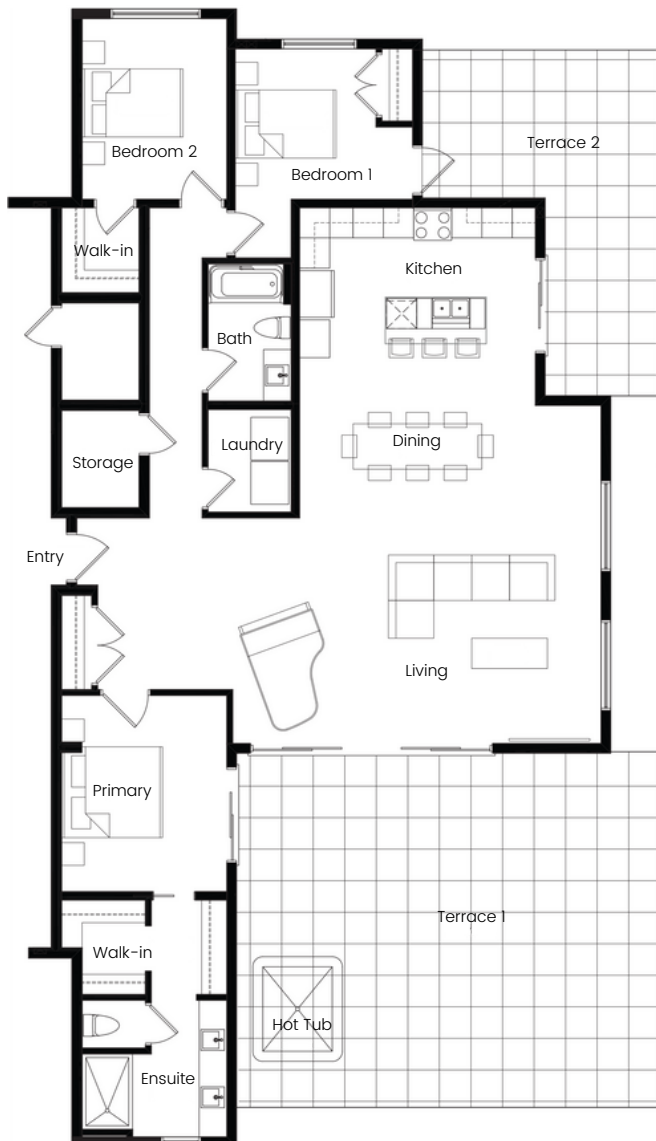 Terrace 2
Bedroom 2
Bedroom 1
Walk-in
Kitchen
Bath
Dining
Laundry
Storage
Entry
Living
Primary
Terrace 1
Walk-in
Hot Tub
Ensuite